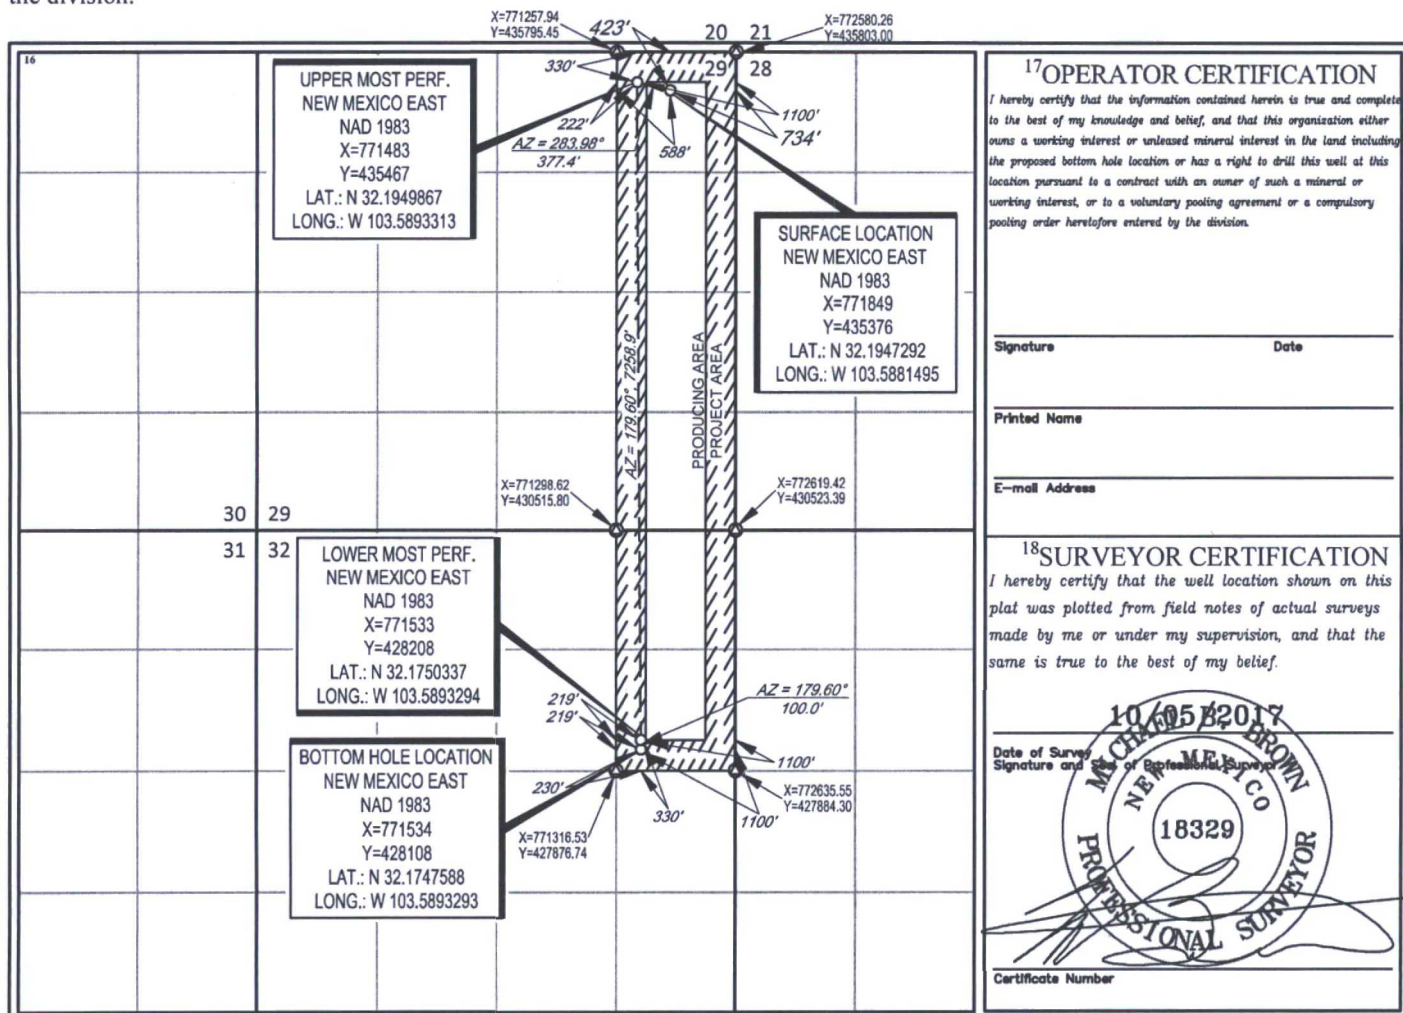 the division.
16
X=771257.94
Y=435795.45
423'
20 21
29 28
X=772580.26
Y=435803.00
330'
1100'
734'
222'
588'
AZ = 283.98°
377.4'
UPPER MOST PERF.
NEW MEXICO EAST
NAD 1983
X=771483
Y=435467
LAT.: N 32.1949867
LONG.: W 103.5893313
SURFACE LOCATION
NEW MEXICO EAST
NAD 1983
X=771849
Y=435376
LAT.: N 32.1947292
LONG.: W 103.5881495
AZ = 179.60°, 7258.9'
PRODUCING AREA
PROJECT AREA
X=771298.62
Y=430515.80
X=772619.42
Y=430523.39
30 29
31 32
LOWER MOST PERF.
NEW MEXICO EAST
NAD 1983
X=771533
Y=428208
LAT.: N 32.1750337
LONG.: W 103.5893294
219'
219'
AZ = 179.60°
100.0'
BOTTOM HOLE LOCATION
NEW MEXICO EAST
NAD 1983
X=771534
Y=428108
LAT.: N 32.1747588
LONG.: W 103.5893293
230'
330'
1100'
1100'
X=771316.53
Y=427876.74
X=772635.55
Y=427884.30
17 OPERATOR CERTIFICATION
I hereby certify that the information contained herein is true and complete
to the best of my knowledge and belief, and that this organization either
owns a working interest or unleased mineral interest in the land including
the proposed bottom hole location or has a right to drill this well at this
location pursuant to a contract with an owner of such a mineral or
working interest, or to a voluntary pooling agreement or a compulsory
pooling order heretofore entered by the division.
Signature Date
Printed Name
E-mail Address
18 SURVEYOR CERTIFICATION
I hereby certify that the well location shown on this
plat was plotted from field notes of actual surveys
made by me or under my supervision, and that the
same is true to the best of my belief.
10/05/2017
Date of Survey
Signature and Seal of Professional Surveyor
MICHAEL B. BROWN
NEW MEXICO
18329
PROFESSIONAL SURVEYOR
Certificate Number